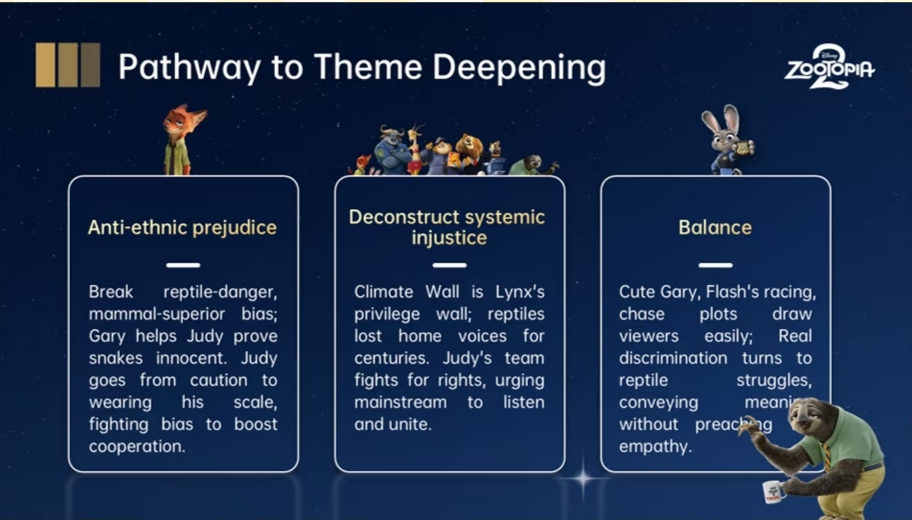 Pathway to Theme Deepening
Disney
ZOOTOPIA
2
Anti-ethnic prejudice
Break reptile-danger,
mammal-superior bias;
Gary helps Judy prove
snakes innocent. Judy
goes from caution to
wearing his scale,
fighting bias to boost
cooperation.
Deconstruct systemic
injustice
Climate Wall is Lynx's
privilege wall; reptiles
lost home voices for
centuries. Judy's team
fights for rights, urging
mainstream to listen
and unite.
Balance
Cute Gary, Flash's racing,
chase plots draw
viewers easily; Real
discrimination turns to
reptile struggles,
conveying meaning
without preaching
empathy.